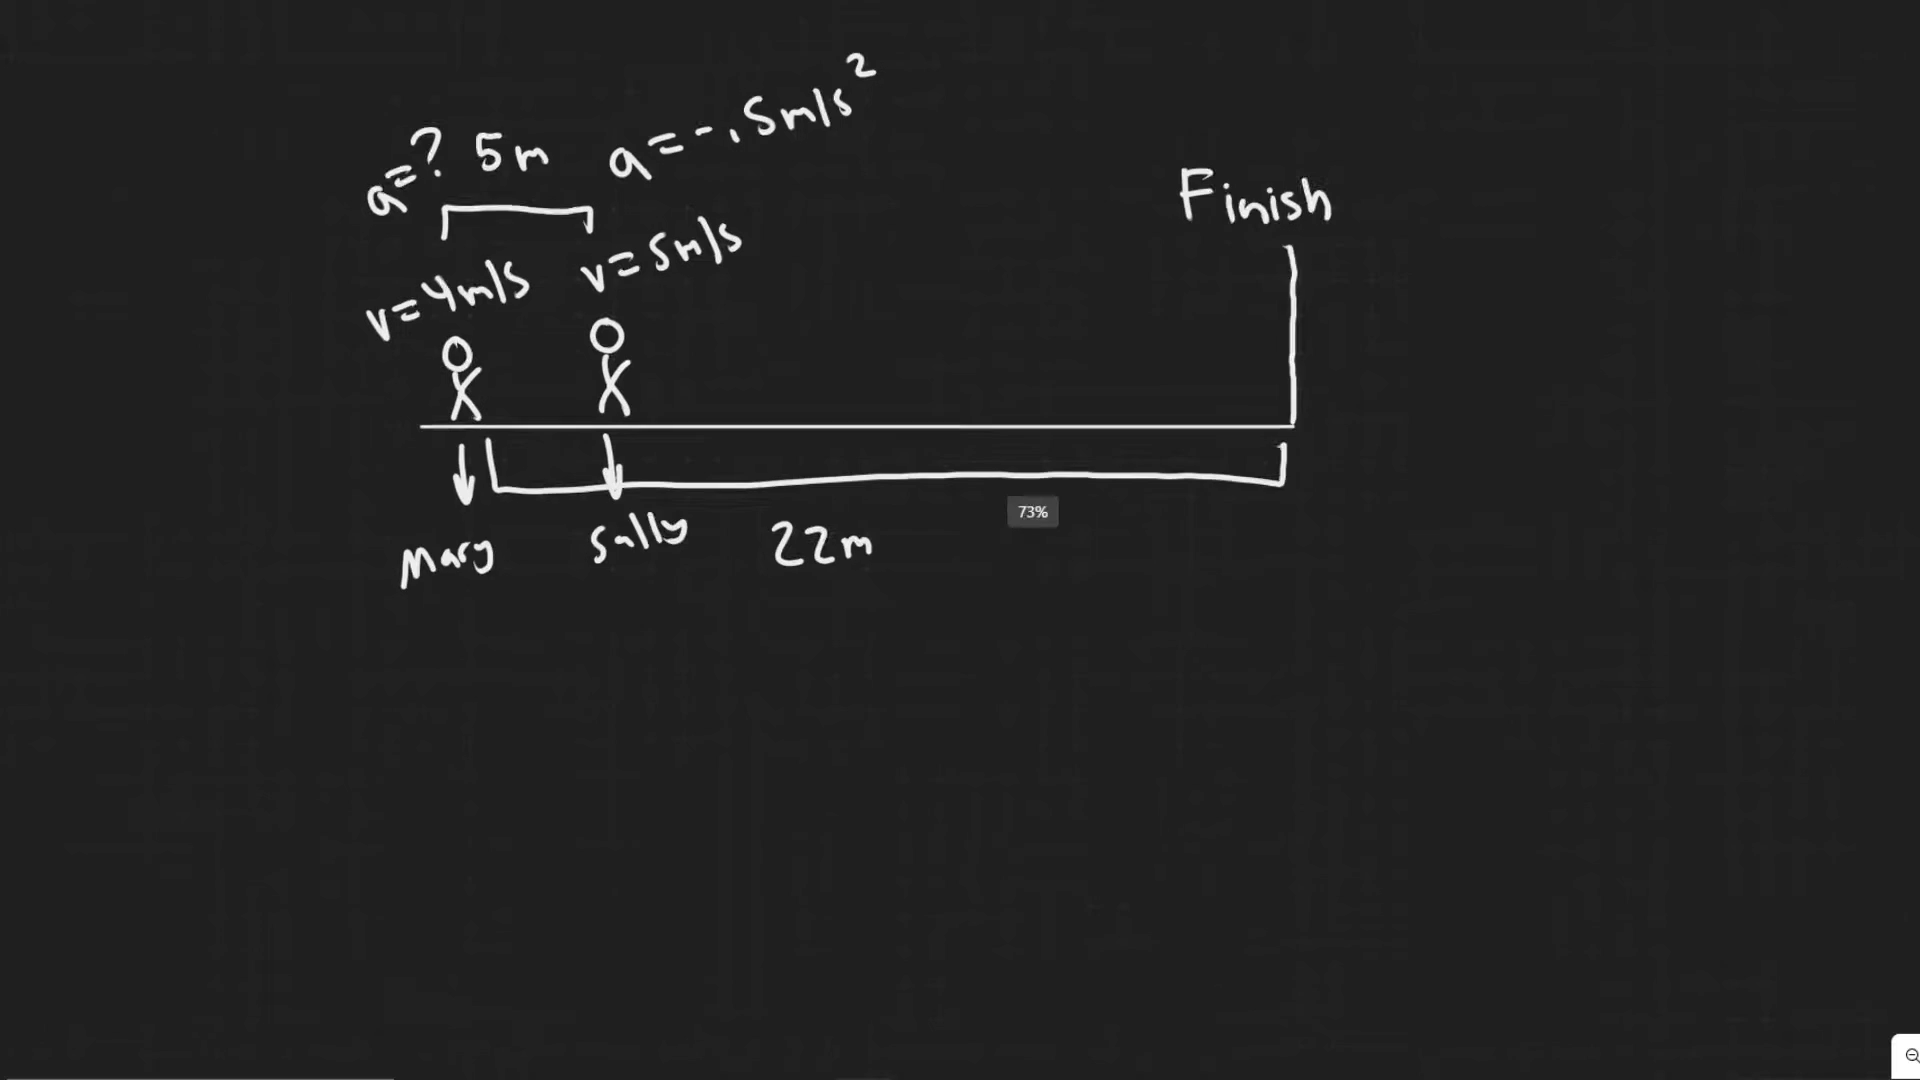 a=? 5m a=-.5m/s²
Finish
v=4m/s v=5m/s
73%
Mary Sally 22m